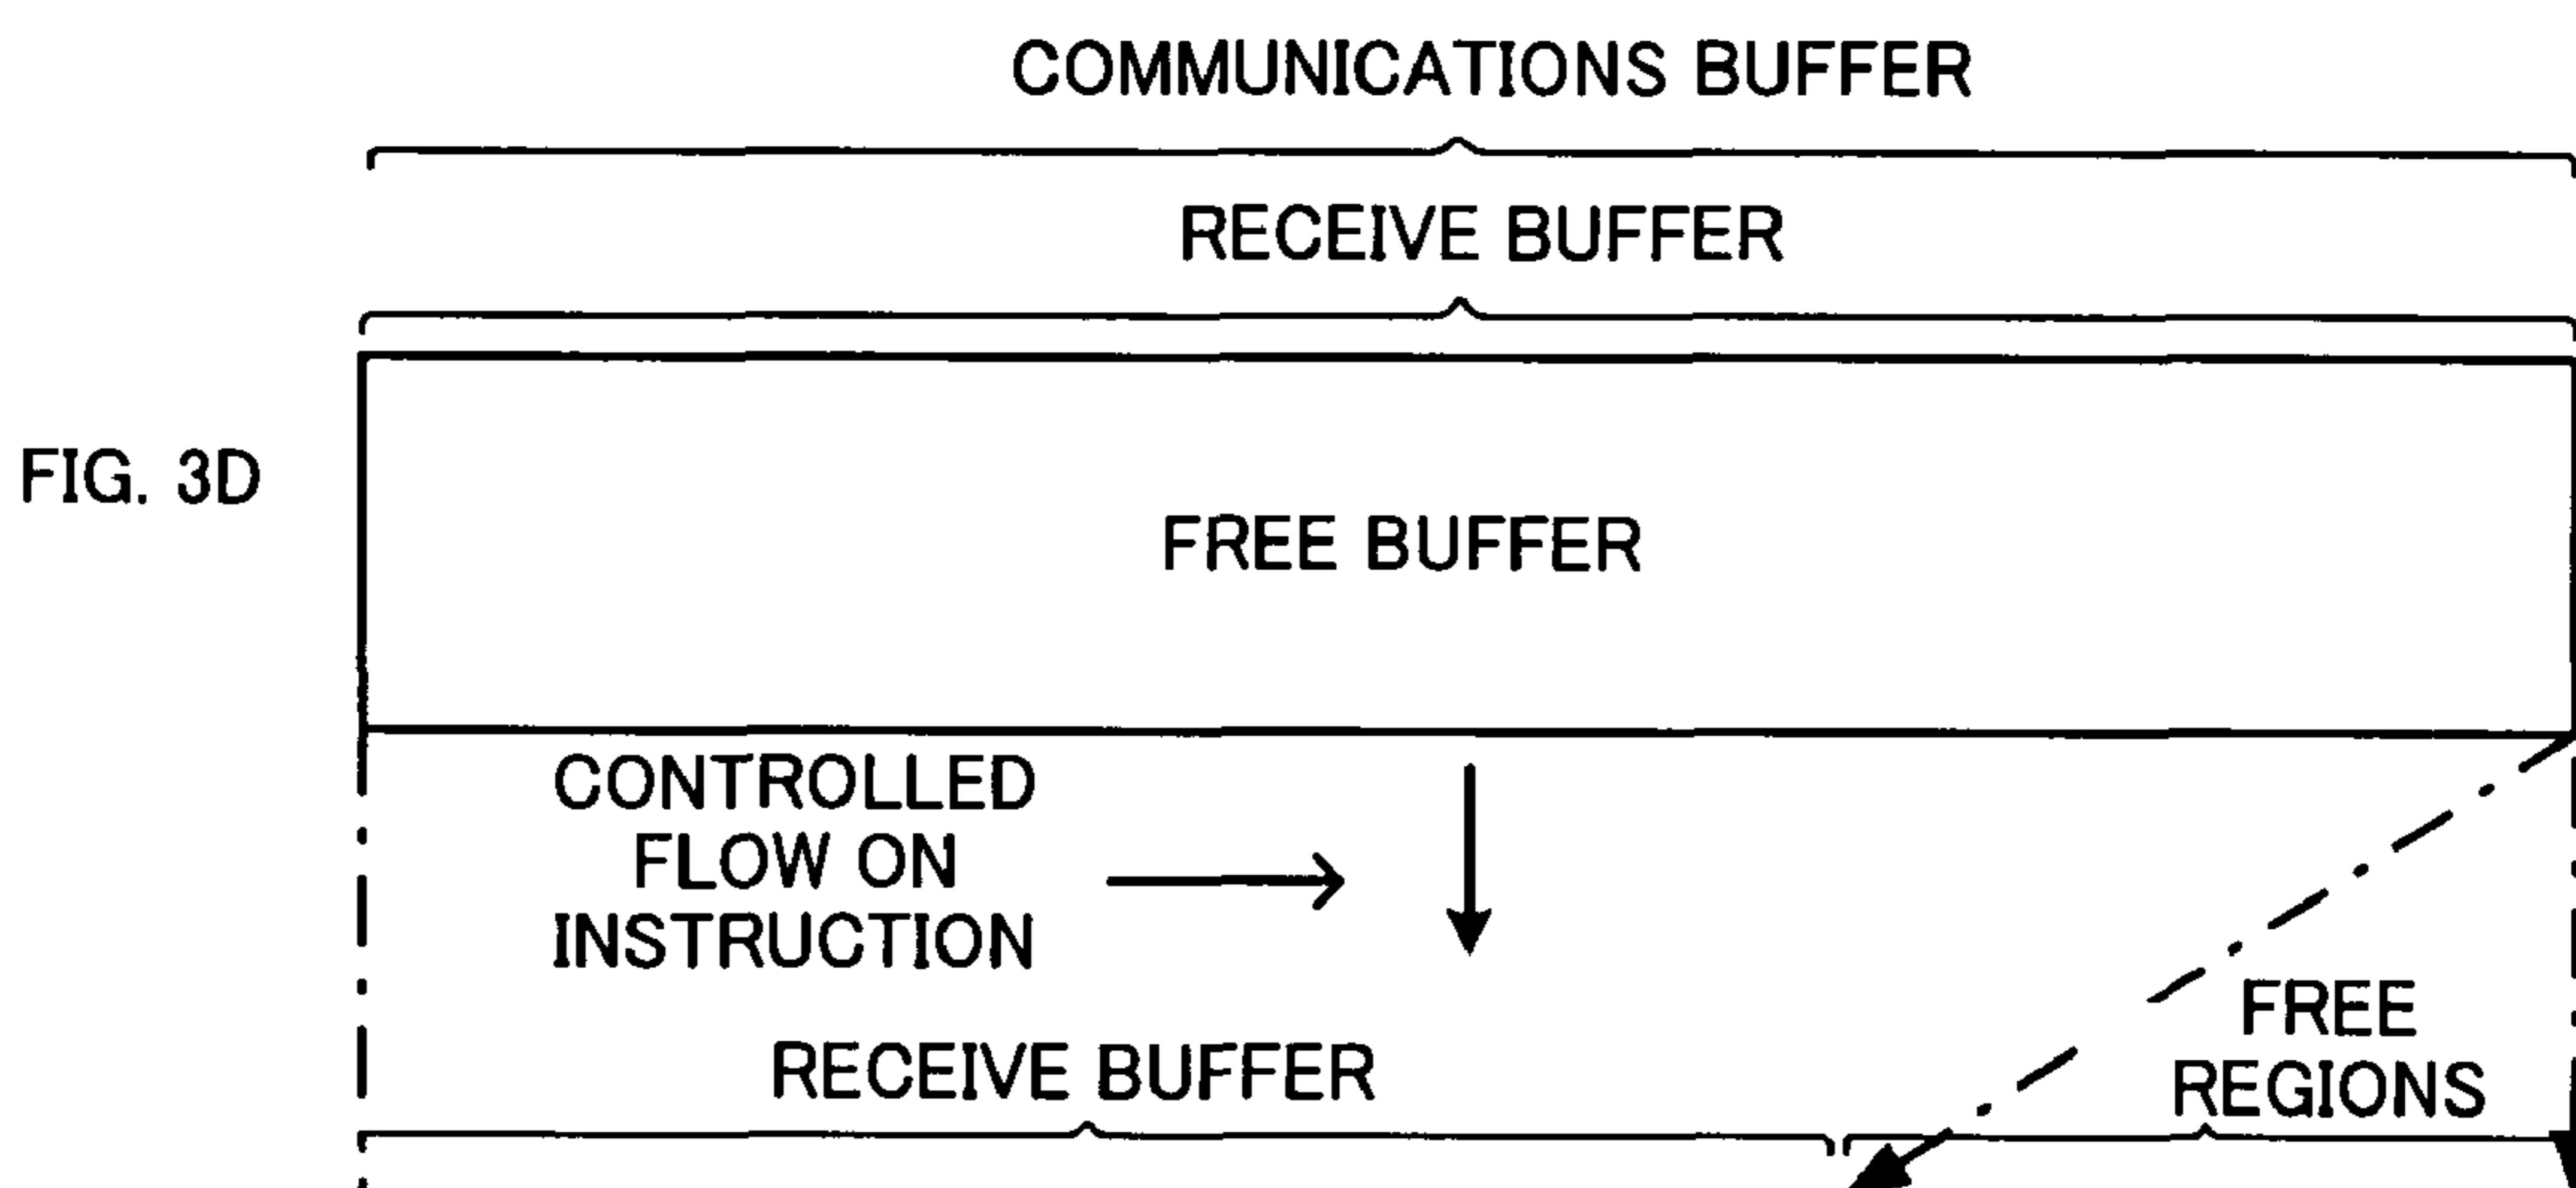 COMMUNICATIONS BUFFER
RECEIVE BUFFER
FIG. 3D
FREE BUFFER
CONTROLLED
FLOW ON
INSTRUCTION
FREE
REGIONS
RECEIVE BUFFER